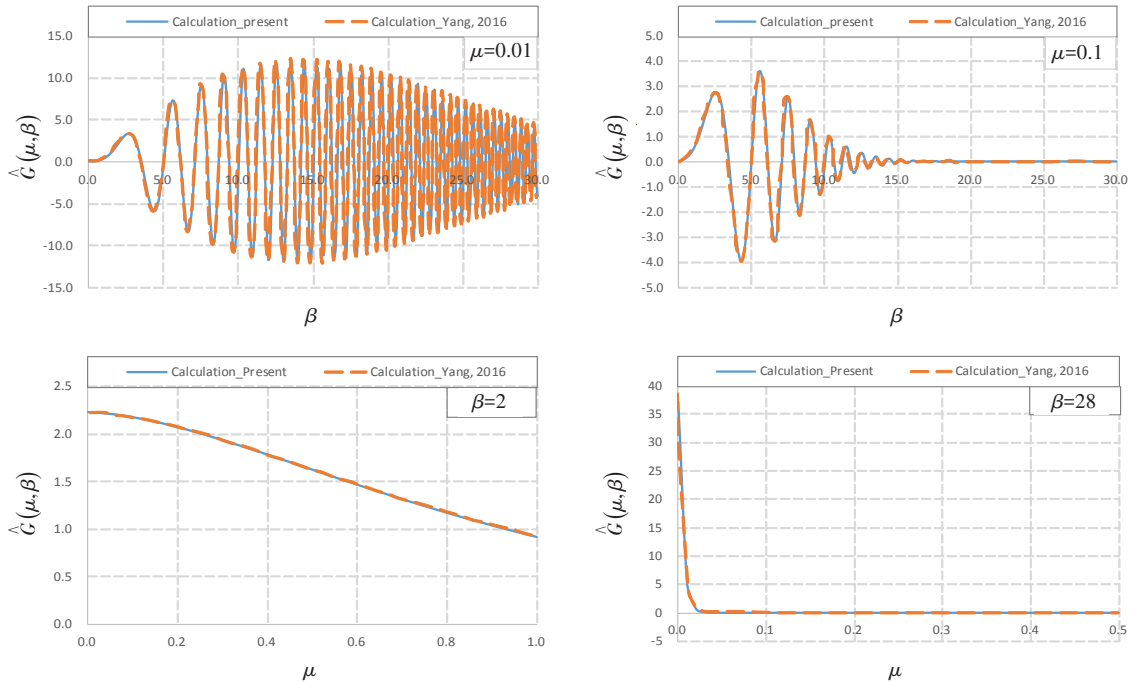 Calculation_present Calculation_Yang, 2016
μ=0.01
15.0
10.0
5.0
0.0
-5.0
-10.0
-15.0
0.0 5.0 10.0 15.0 20.0 25.0 30.0
Ĝ(μ,β)
β
Calculation_present Calculation_Yang, 2016
μ=0.1
5.0
4.0
3.0
2.0
1.0
0.0
-1.0
-2.0
-3.0
-4.0
-5.0
0.0 5.0 10.0 15.0 20.0 25.0 30.0
Ĝ(μ,β)
β
Calculation_Present Calculation_Yang, 2016
β=2
2.5
2.0
1.5
1.0
0.5
0.0
0.0 0.2 0.4 0.6 0.8 1.0
Ĝ(μ,β)
μ
Calculation_Present Calculation_Yang, 2016
β=28
40
35
30
25
20
15
10
5
0
-5
0.0 0.1 0.2 0.3 0.4 0.5
Ĝ(μ,β)
μ